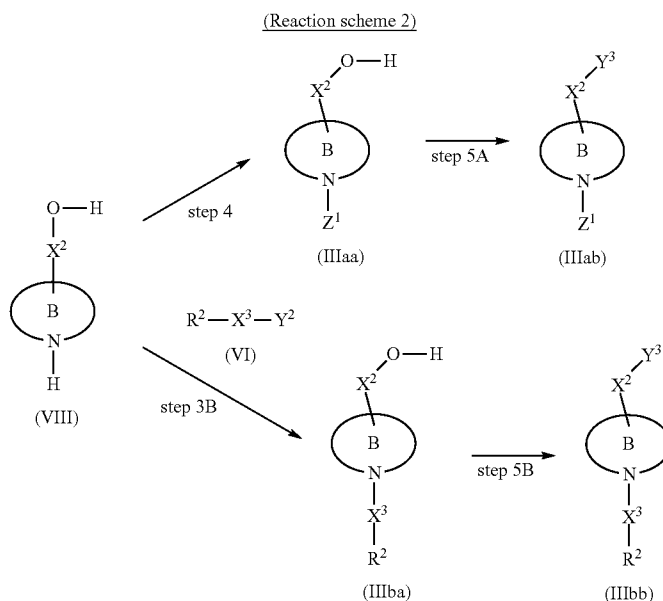 (Reaction scheme 2)
O—H
X²
B
N
Z¹
(IIIaa)
step 5A
Y³
X²
B
N
Z¹
(IIIab)
step 4
O—H
X²
B
N
H
(VIII)
R²—X³—Y²
(VI)
step 3B
O—H
X²
B
N
X³
R²
(IIIba)
step 5B
Y³
X²
B
N
X³
R²
(IIIbb)